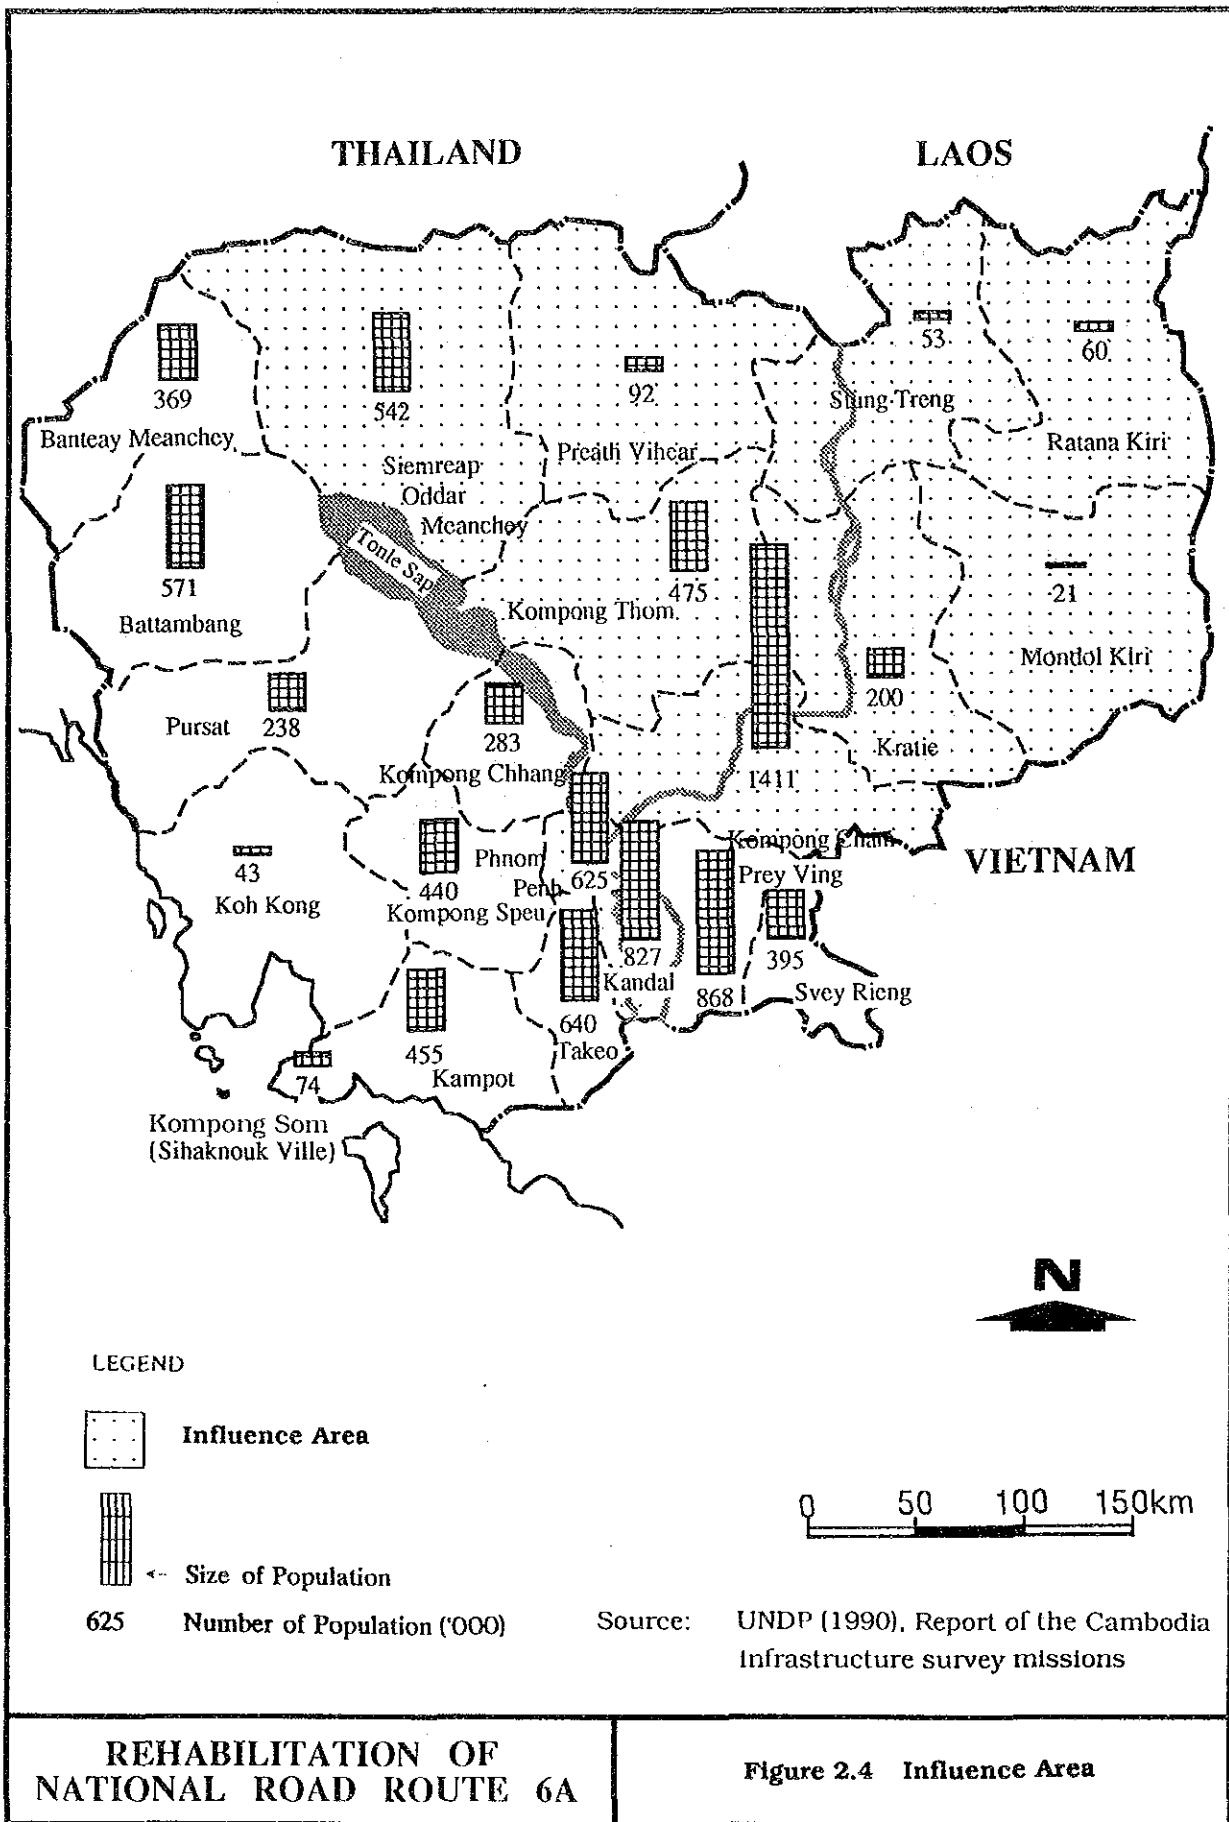 THAILAND
LAOS
369
Banteay Meanchey
542
Siemreap
Oddar
Meanchey
92
Preath Vihear
53
Stung Treng
60
Ratana Kiri
571
Battambang
Tonle Sap
475
Kompong Thom
1411
Kompong Cham
21
Mondol Kiri
200
Kratie
Pursat
238
283
Kompong Chhang
43
Koh Kong
440
Kompong Speu
Phnom
Penh
625
827
Kandal
868
Prey Ving
395
Svey Rieng
VIETNAM
640
Takeo
455
Kampot
74
Kompong Som
(Sihaknouk Ville)
N
LEGEND
Influence Area
Size of Population
625 Number of Population ('000)
0 50 100 150km
Source: UNDP (1990), Report of the Cambodia
infrastructure survey missions
REHABILITATION OF
NATIONAL ROAD ROUTE 6A
Figure 2.4 Influence Area